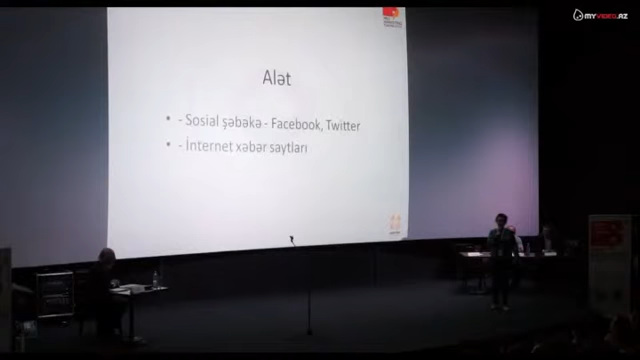 MYVIDEO.AZ
Alət
• - Sosial şəbəkə - Facebook, Twitter
• - İnternet xəbər saytları